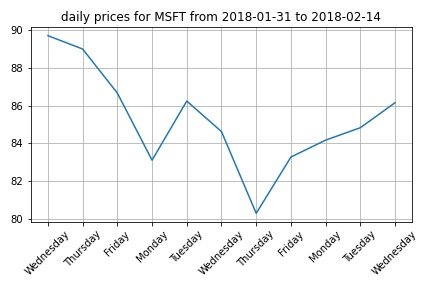 daily prices for MSFT from 2018-01-31 to 2018-02-14
90
88
86
84
82
80
Wednesday
Thursday
Friday
Monday
Tuesday
Wednesday
Thursday
Friday
Monday
Tuesday
Wednesday